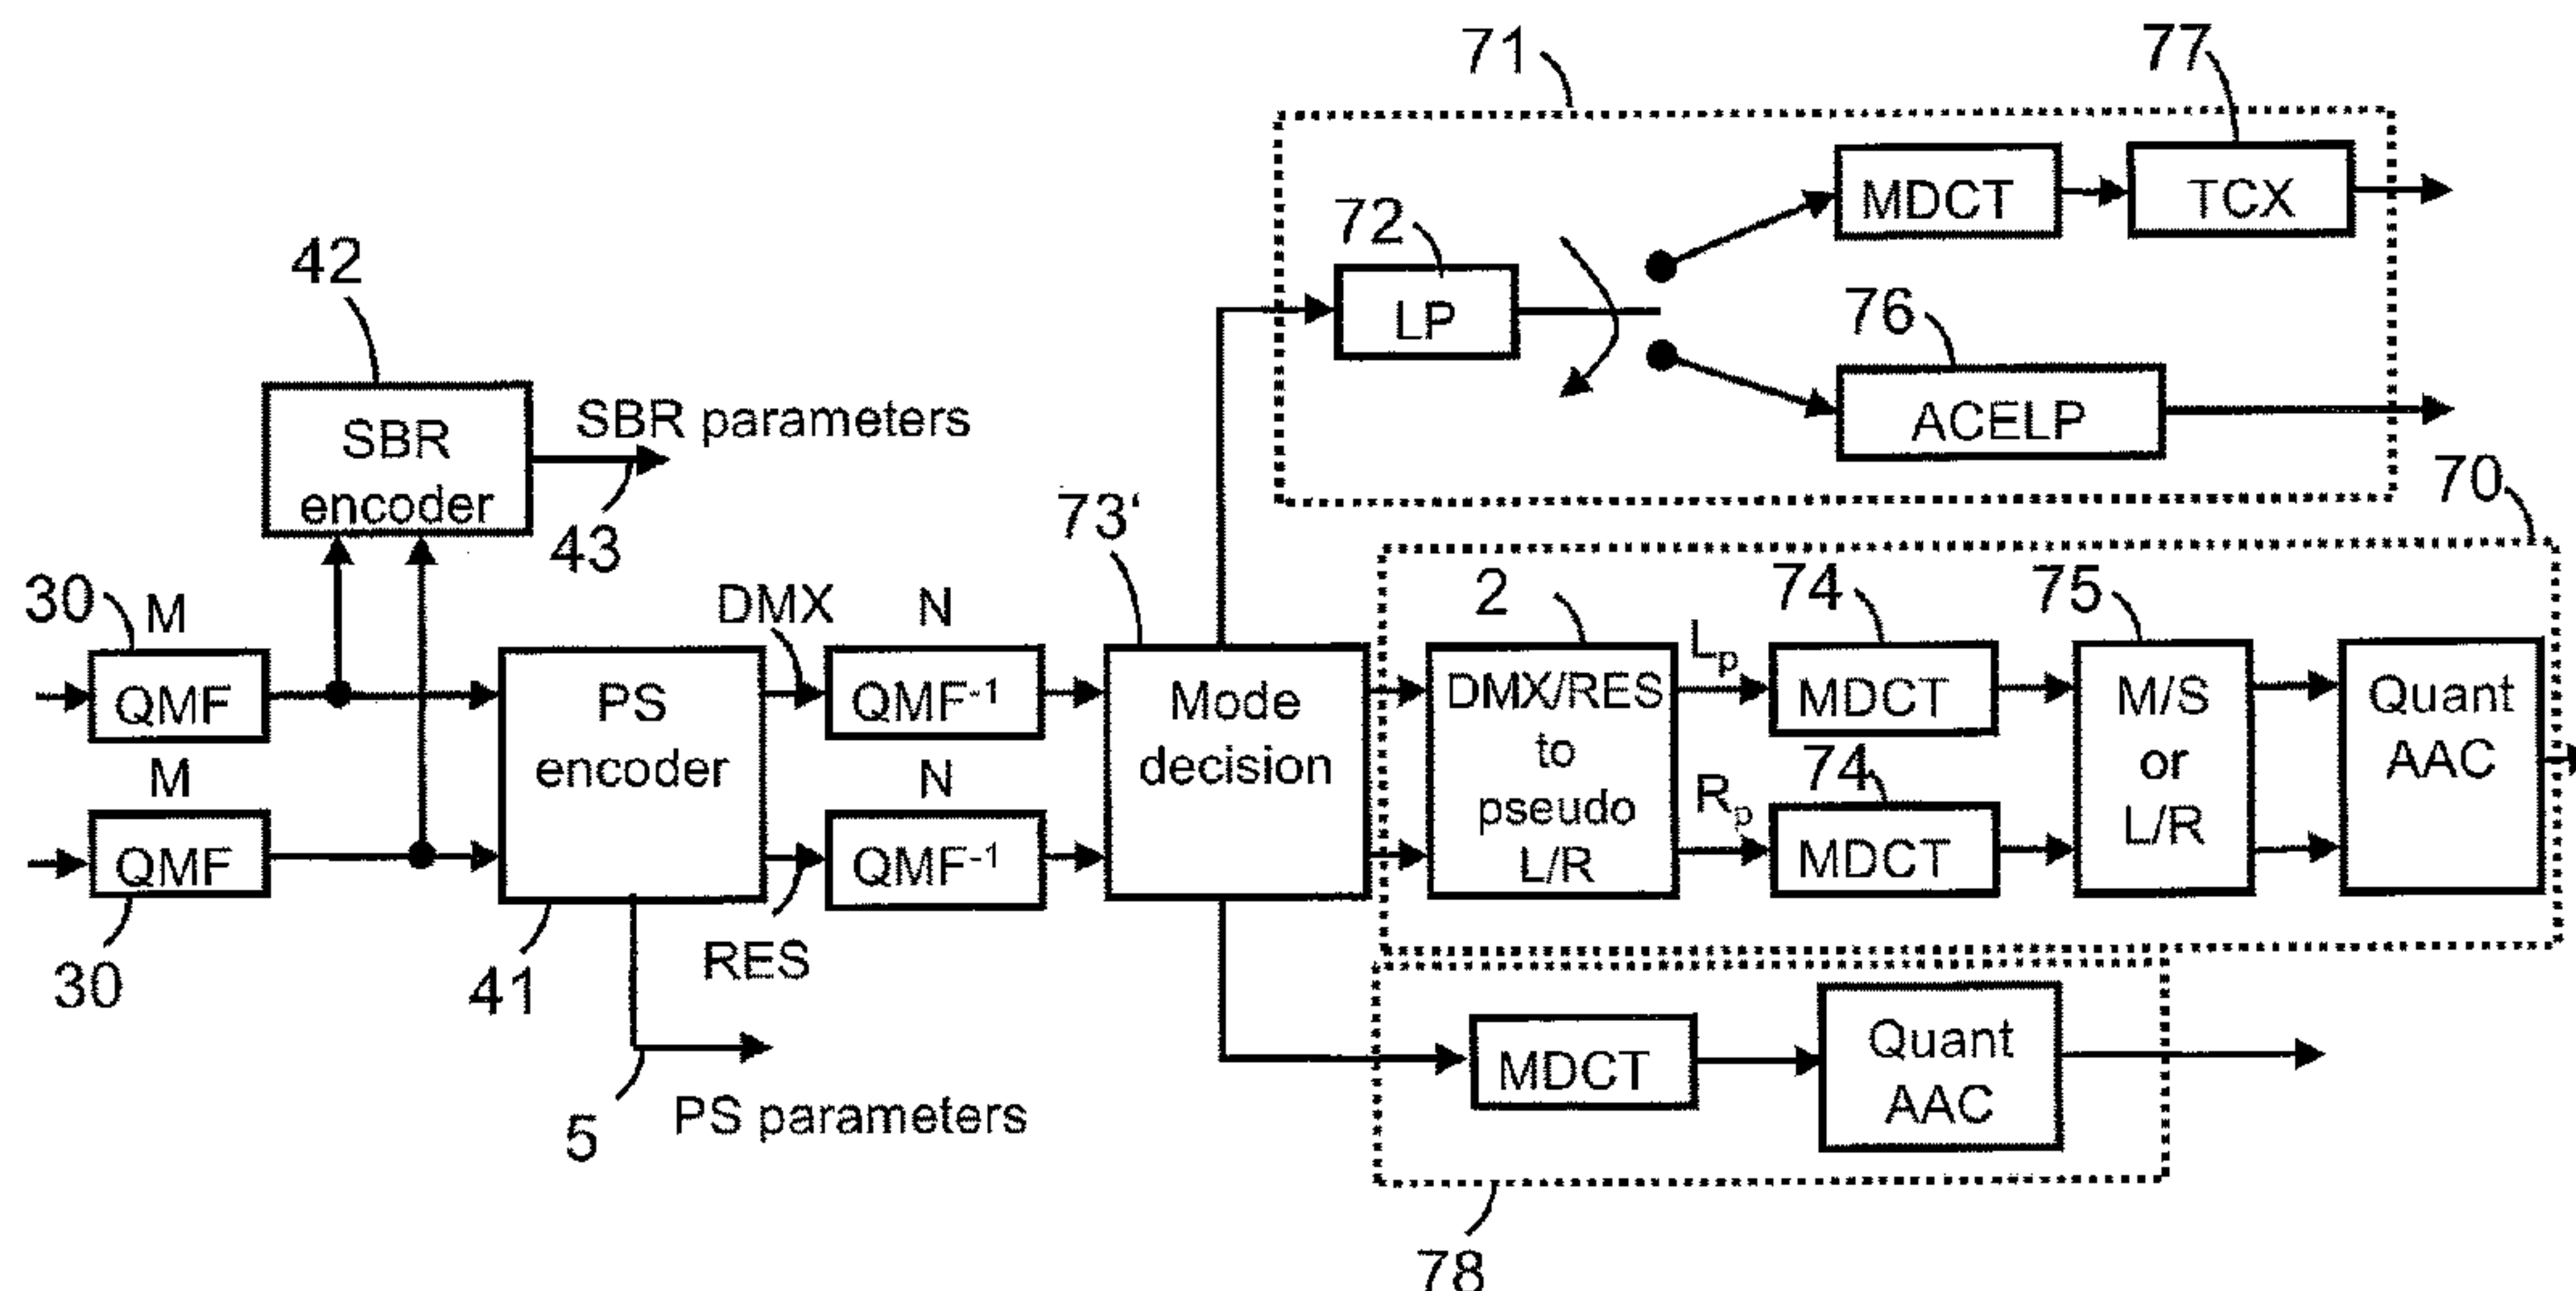 71
77
72
MDCT
TCX
LP
76
ACELP
42
SBR
encoder
SBR parameters
43
73‘
70
30
M
QMF
M
QMF
30
PS
encoder
41
DMX
RES
N
QMF-1
N
QMF-1
5
PS parameters
Mode
decision
2
DMX/RES
to
pseudo
L/R
Lp
Rp
74
MDCT
74
MDCT
75
M/S
or
L/R
Quant
AAC
MDCT
Quant
AAC
78